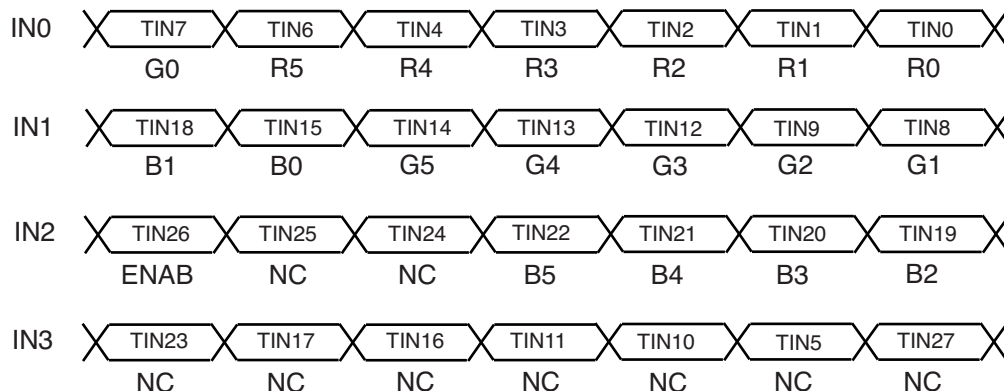 IN0 TIN7 TIN6 TIN4 TIN3 TIN2 TIN1 TIN0
G0 R5 R4 R3 R2 R1 R0
IN1 TIN18 TIN15 TIN14 TIN13 TIN12 TIN9 TIN8
B1 B0 G5 G4 G3 G2 G1
IN2 TIN26 TIN25 TIN24 TIN22 TIN21 TIN20 TIN19
ENAB NC NC B5 B4 B3 B2
IN3 TIN23 TIN17 TIN16 TIN11 TIN10 TIN5 TIN27
NC NC NC NC NC NC NC